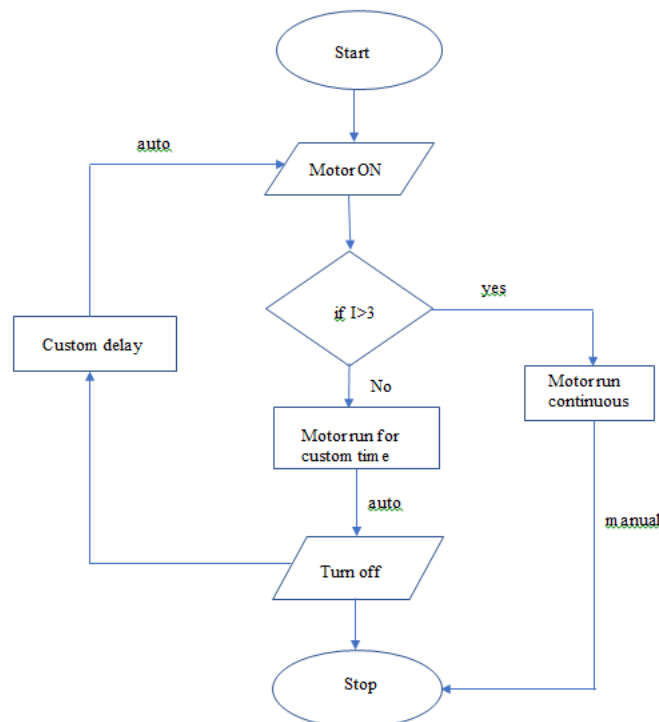 Start
auto
Motor ON
yes
if I>3
Custom delay
No
Motor run
continuous
Motor run for
custom time
auto
manual
Turn off
Stop